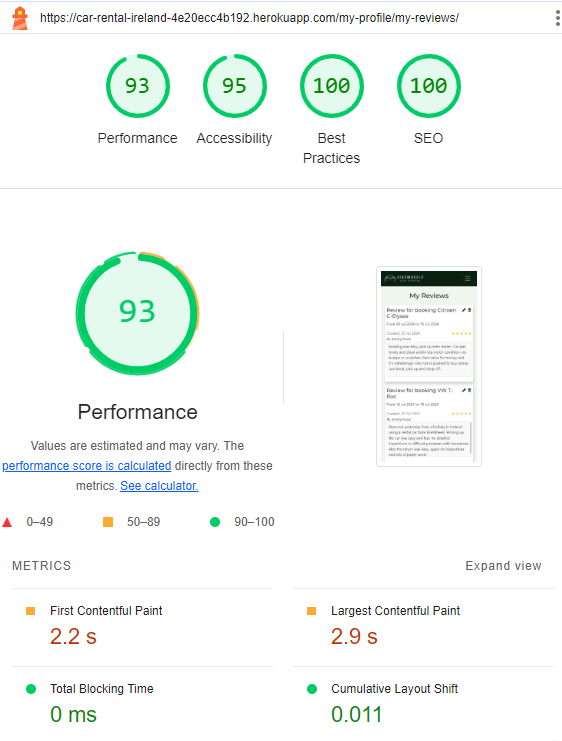 https://car-rental-ireland-4e20ecc4b192.herokuapp.com/my-profile/my-reviews/
93
95
100
100
Performance
Accessibility
Best
Practices
SEO
93
Performance
Values are estimated and may vary. The
performance score is calculated directly from these
metrics. See calculator.
0–49
50–89
90–100
My Reviews
Review for booking Citroen
C-Elysee
Review for booking VW T-
Roc
METRICS
Expand view
First Contentful Paint
2.2 s
Largest Contentful Paint
2.9 s
Total Blocking Time
0 ms
Cumulative Layout Shift
0.011